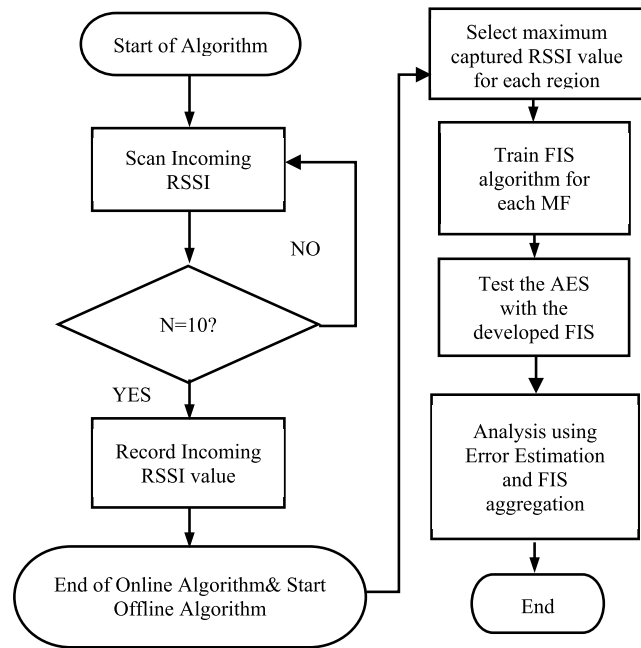 Start of Algorithm
Scan Incoming
RSSI
NO
N=10?
YES
Record Incoming
RSSI value
End of Online Algorithm& Start
Offline Algorithm
Select maximum
captured RSSI value
for each region
Train FIS
algorithm for
each MF
Test the AES
with the
developed FIS
Analysis using
Error Estimation
and FIS
aggregation
End